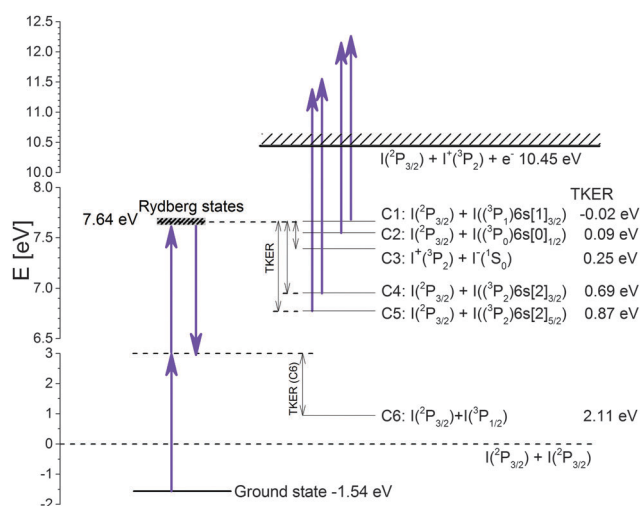 13.0
12.5
12.0
11.5
11.0
10.5
10.0
I(²P₃/₂) + I⁺(³P₂) + e⁻ 10.45 eV
8.0
7.5
7.0
6.5
E [eV]
7.64 eV
Rydberg states
TKER
TKER
C1: I(²P₃/₂) + I((³P₁)6s[1]₃/₂) -0.02 eV
C2: I(²P₃/₂) + I((³P₀)6s[0]₁/₂) 0.09 eV
C3: I⁺(³P₂) + I⁻(¹S₀) 0.25 eV
C4: I(²P₃/₂) + I((³P₂)6s[2]₃/₂) 0.69 eV
C5: I(²P₃/₂) + I((³P₂)6s[2]₅/₂) 0.87 eV
3
2
1
0
-1
-2
TKER (C6)
C6: I(²P₃/₂)+I(³P₁/₂) 2.11 eV
I(²P₃/₂) + I(²P₃/₂)
Ground state -1.54 eV